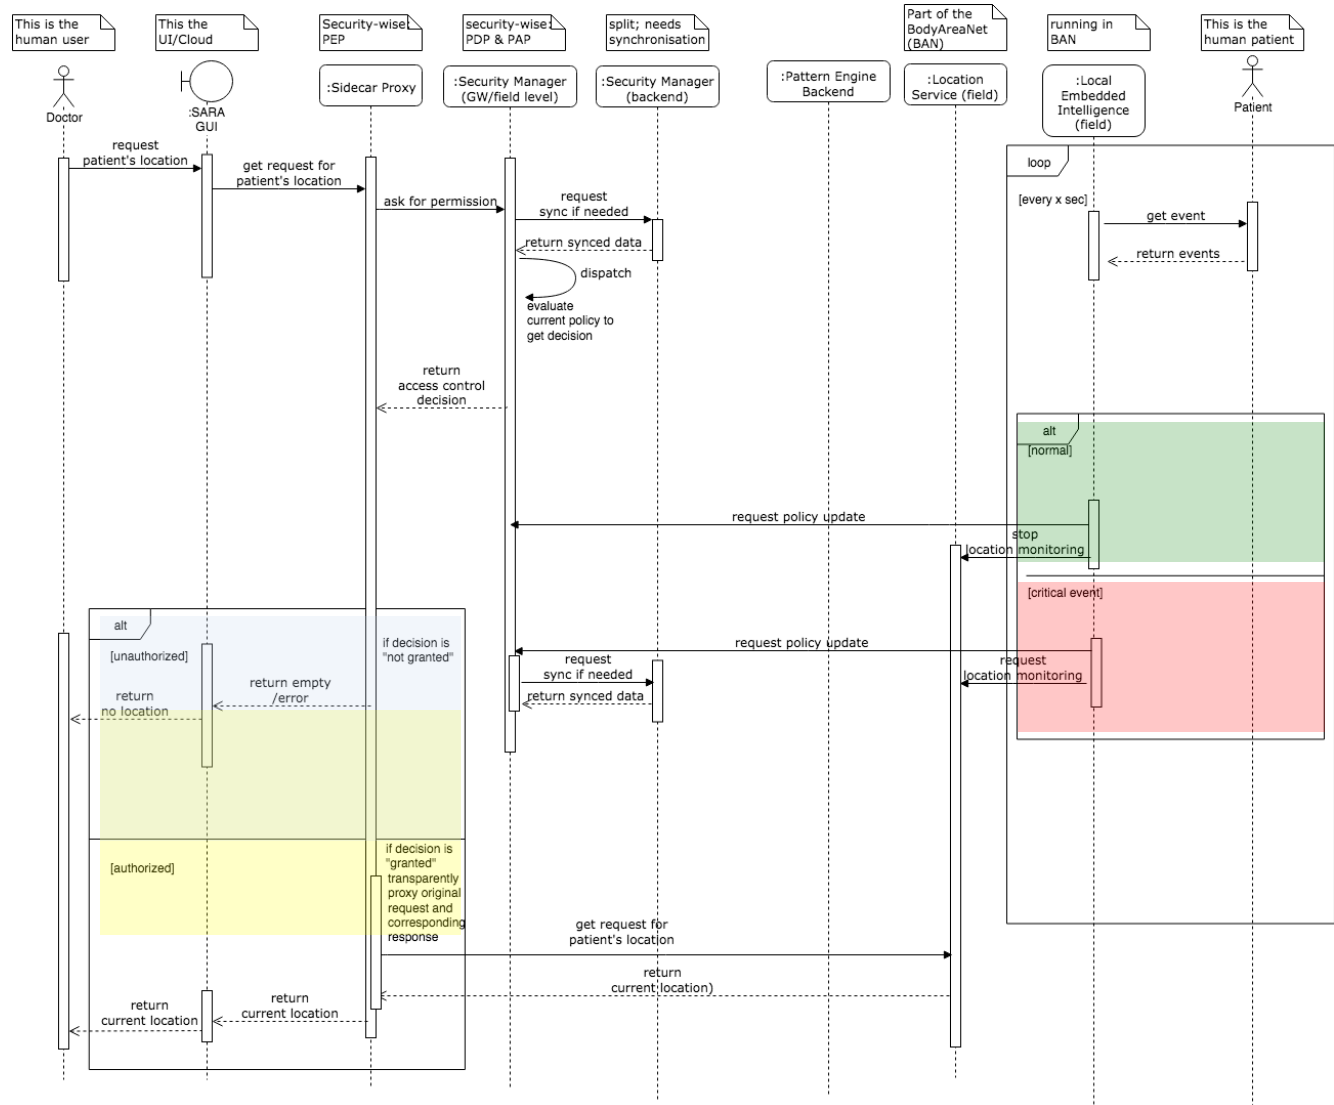 This is the
human user
This the
UI/Cloud
Security-wise:
PEP
security-wise:
PDP & PAP
split; needs
synchronisation
Part of the
BodyAreaNet
(BAN)
running in
BAN
This is the
human patient
Doctor
:SARA
GUI
:Sidecar Proxy
:Security Manager
(GW/field level)
:Security Manager
(backend)
:Pattern Engine
Backend
:Location
Service (field)
:Local
Embedded
Intelligence
(field)
Patient
request
patient's location
get request for
patient's location
ask for permission
request
sync if needed
return synced data
dispatch
evaluate
current policy to
get decision
return
access control
decision
loop
[every x sec]
get event
return events
alt
[normal]
request policy update
stop
location monitoring
[critical event]
request policy update
request
location monitoring
request
sync if needed
return synced data
alt
[unauthorized]
if decision is
"not granted"
return empty
/error
return
no location
[authorized]
if decision is
"granted"
transparently
proxy original
request and
corresponding
response
get request for
patient's location
return
current location)
return
current location
return
current location